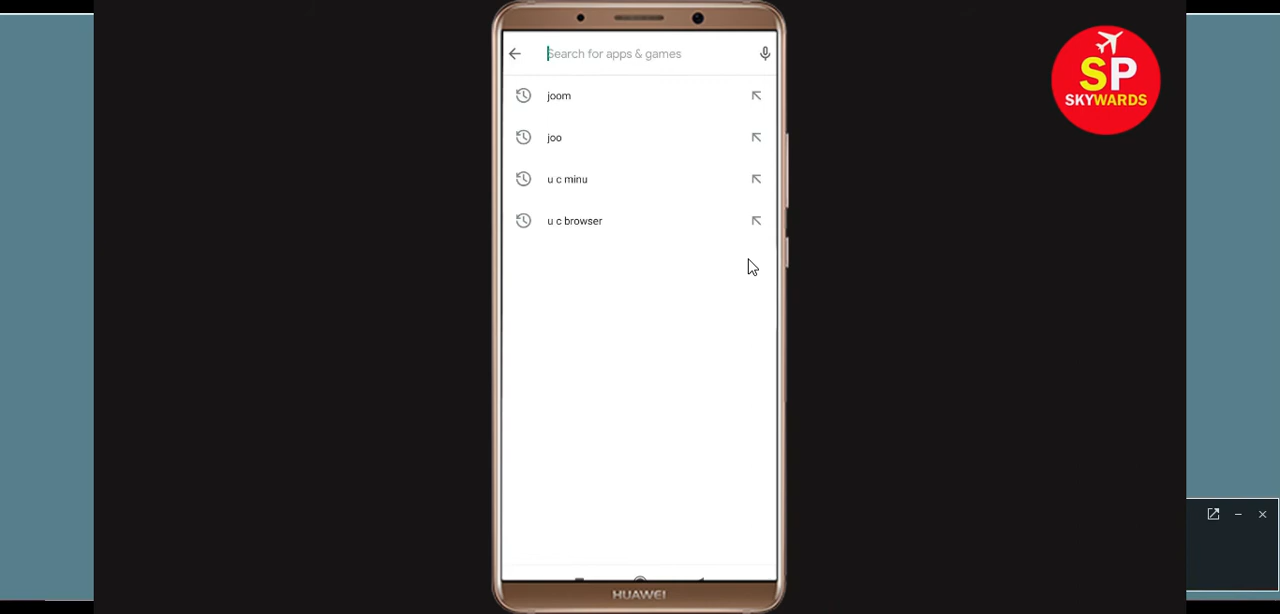 Search for apps & games
SP
SKYWARDS
joom
joo
u c minu
u c browser
HUAWEI